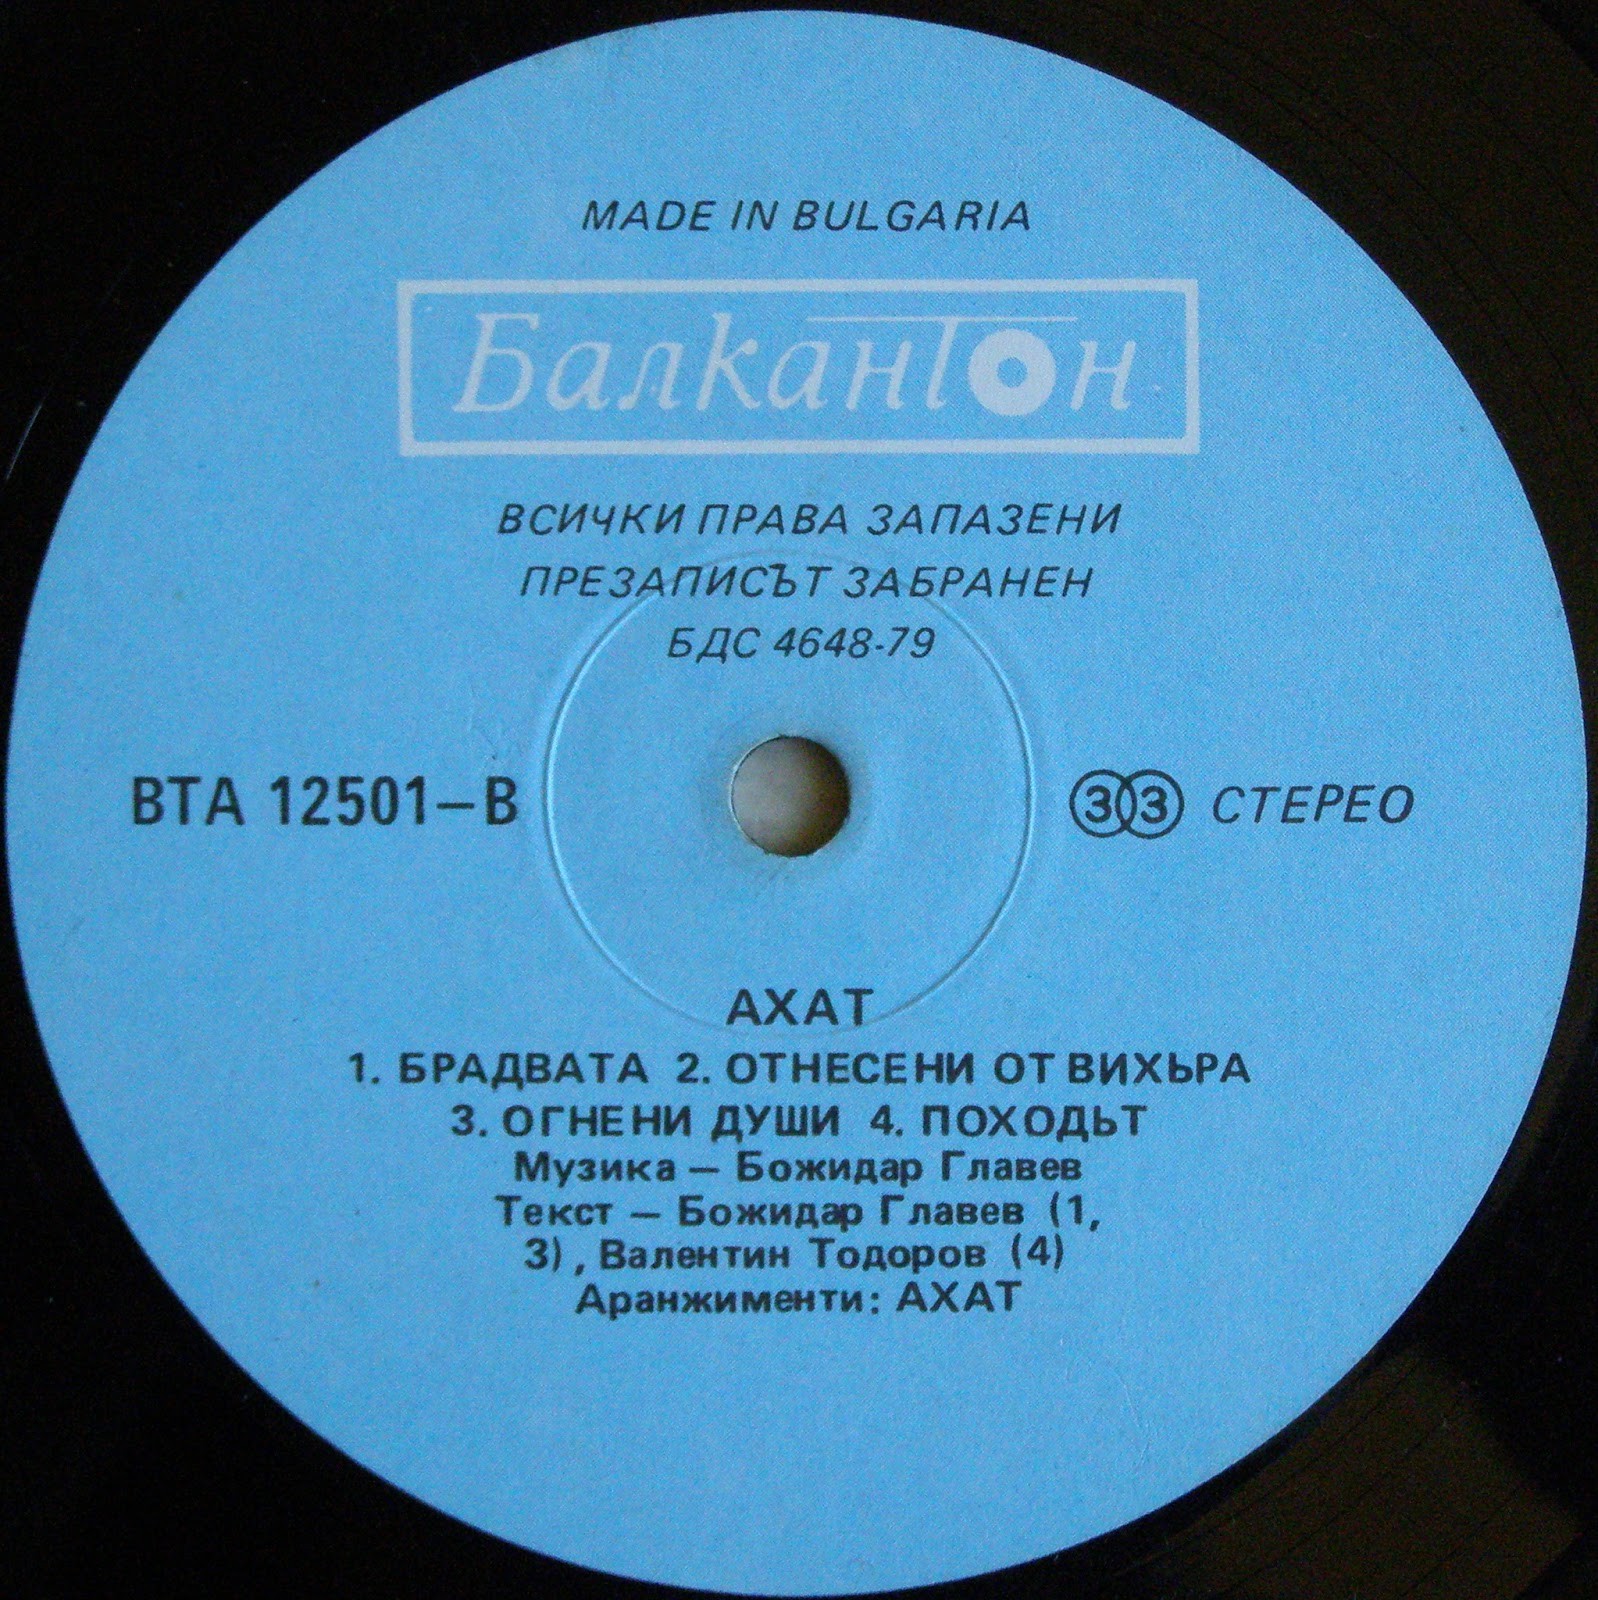 MADE IN BULGARIA
Балкантон
ВСИЧКИ ПРАВА ЗАПАЗЕНИ
ПРЕЗАПИСЪТ ЗАБРАНЕН
БДС 4648-79
ВТА 12501–В
33 СТЕРЕО
АХАТ
1. БРАДВАТА 2. ОТНЕСЕНИ ОТ ВИХЪРА
3. ОГНЕНИ ДУШИ 4. ПОХОДЪТ
Музика – Божидар Главев
Текст – Божидар Главев (1,
3), Валентин Тодоров (4)
Аранжименти: АХАТ